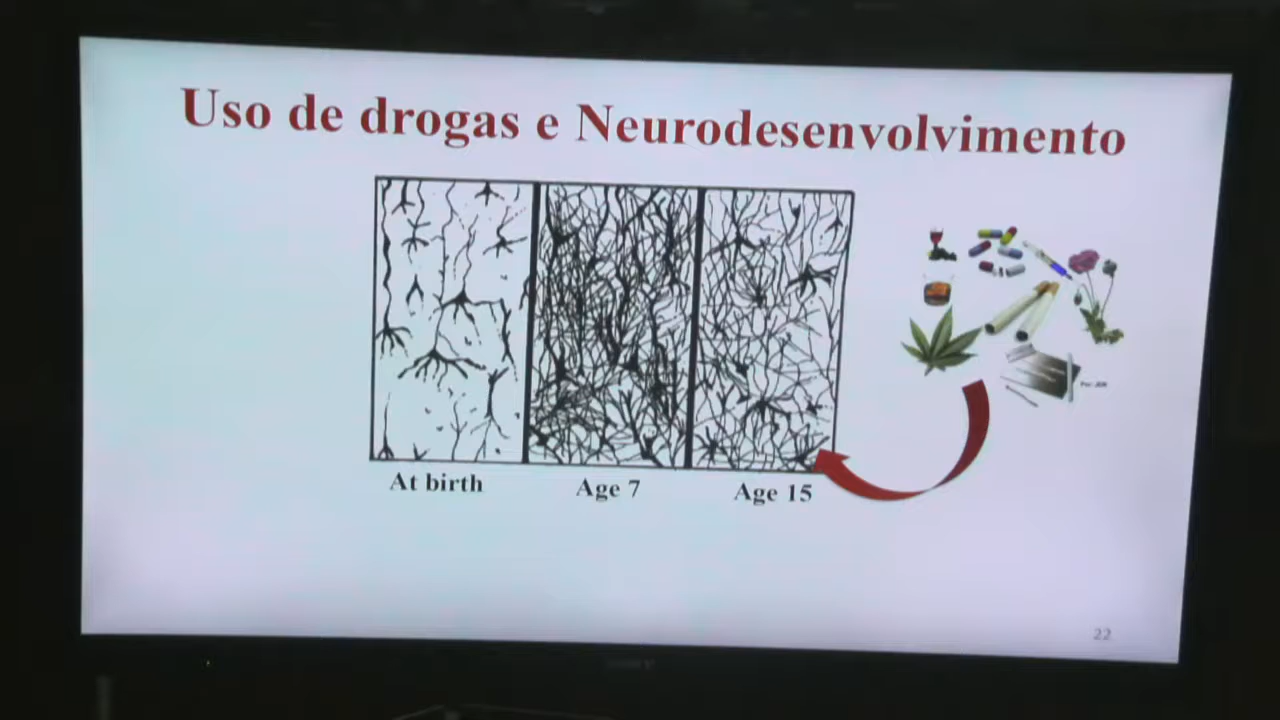 Uso de drogas e Neurodesenvolvimento
At birth
Age 7
Age 15
22